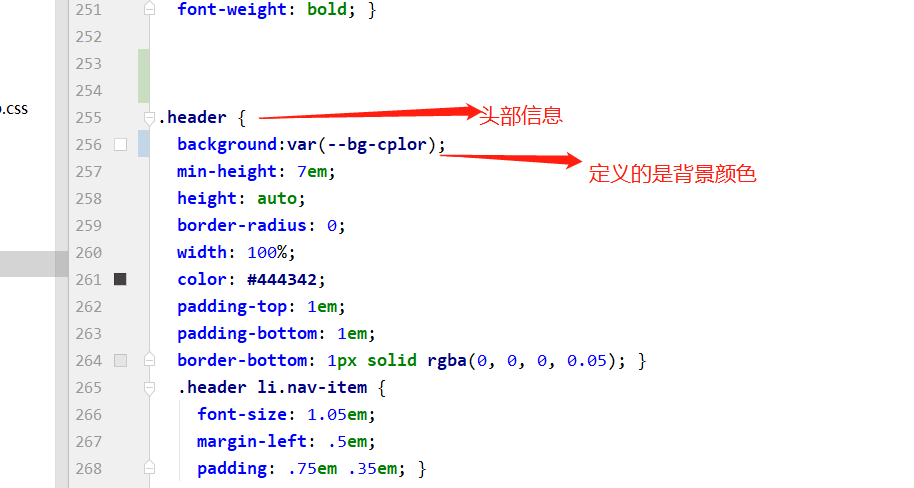 251 font-weight: bold; }
252
253
254
.css
255 .header { 头部信息
256 background:var(--bg-cplor);
定义的是背景颜色
257 min-height: 7em;
258 height: auto;
259 border-radius: 0;
260 width: 100%;
261 color: #444342;
262 padding-top: 1em;
263 padding-bottom: 1em;
264 border-bottom: 1px solid rgba(0, 0, 0, 0.05); }
265 .header li.nav-item {
266 font-size: 1.05em;
267 margin-left: .5em;
268 padding: .75em .35em; }